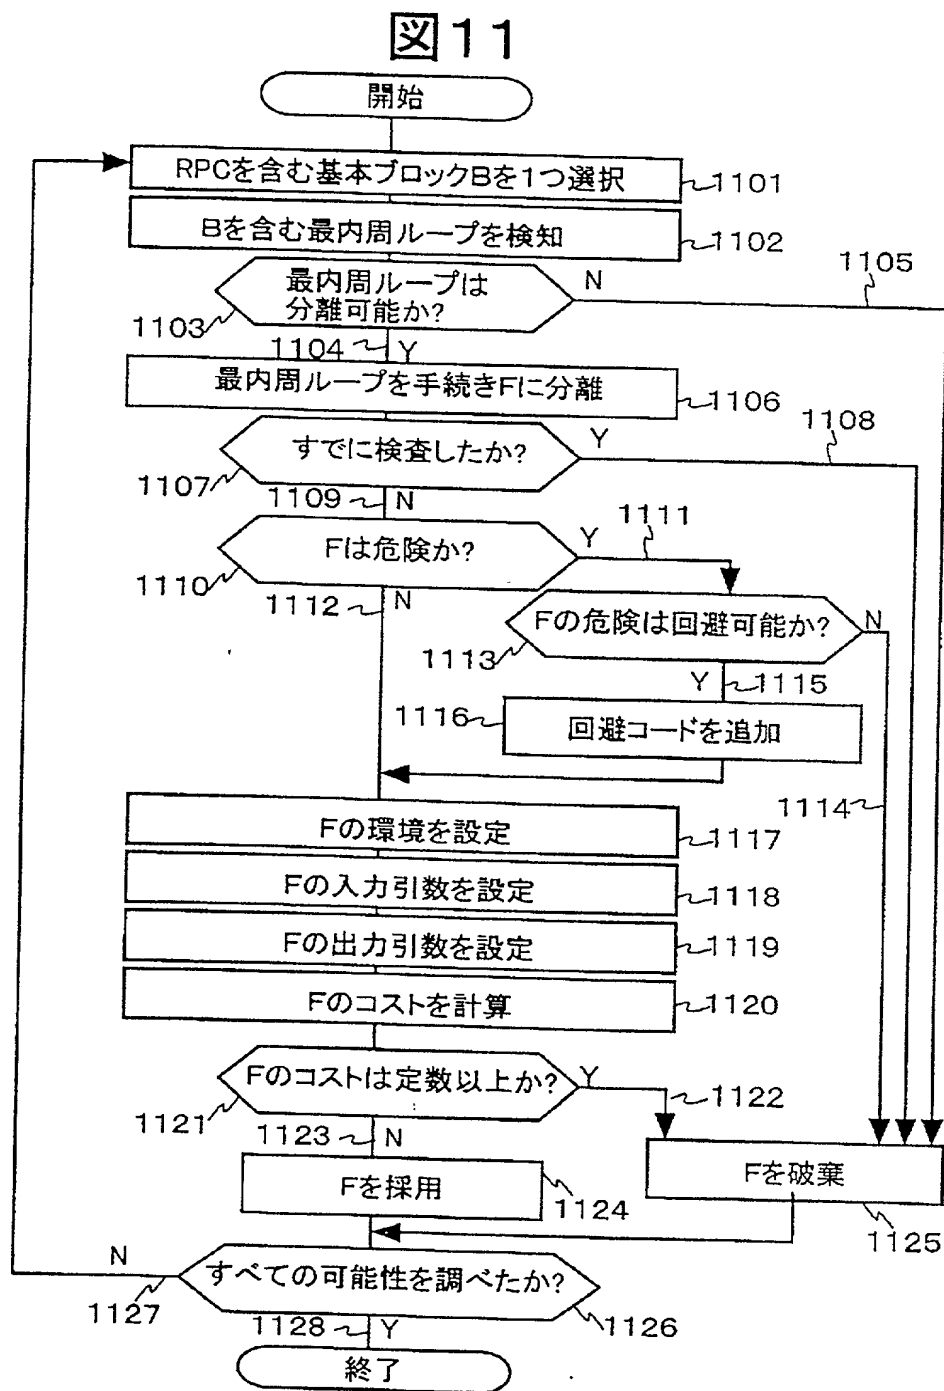 図11
開始
RPCを含む基本ブロックBを1つ選択
1101
Bを含む最内周ループを検知
1102
1105
最内周ループは
分離可能か?
N
1103
1104
Y
最内周ループを手続きFに分離
1106
1108
すでに検査したか?
Y
1107
1109
N
1111
Fは危険か?
Y
1110
1112
N
Fの危険は回避可能か?
N
1113
Y
1115
1116
回避コードを追加
1114
Fの環境を設定
1117
Fの入力引数を設定
1118
Fの出力引数を設定
1119
Fのコストを計算
1120
Fのコストは定数以上か?
Y
1122
1121
1123
N
Fを採用
1124
Fを破棄
1125
N
すべての可能性を調べたか?
1127
1126
1128
Y
終了